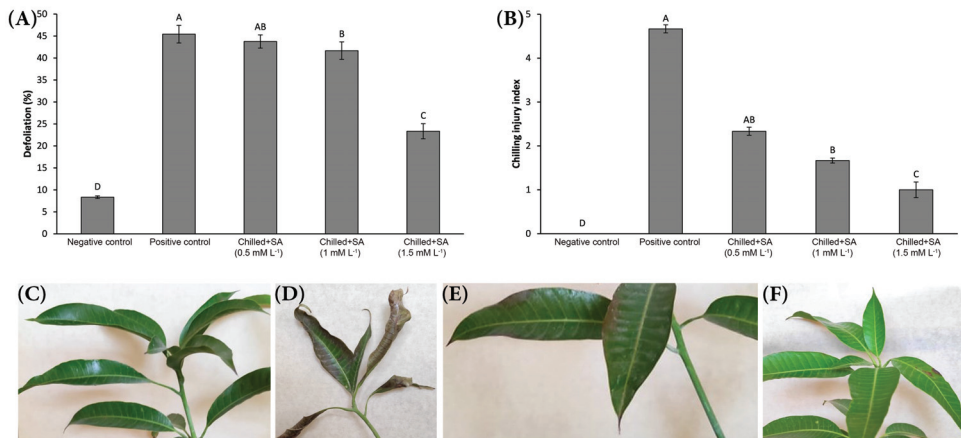 (A)
50
45
40
35
30
25
20
15
10
5
0
Defoliation (%)
D
A
AB
B
C
Negative control
Positive control
Chilled+SA
(0.5 mM L⁻¹)
Chilled+SA
(1 mM L⁻¹)
Chilled+SA
(1.5 mM L⁻¹)
(B)
5
4
3
2
1
0
Chilling injury index
D
A
AB
B
C
Negative control
Positive control
Chilled+SA
(0.5 mM L⁻¹)
Chilled+SA
(1 mM L⁻¹)
Chilled+SA
(1.5 mM L⁻¹)
(C)
(D)
(E)
(F)